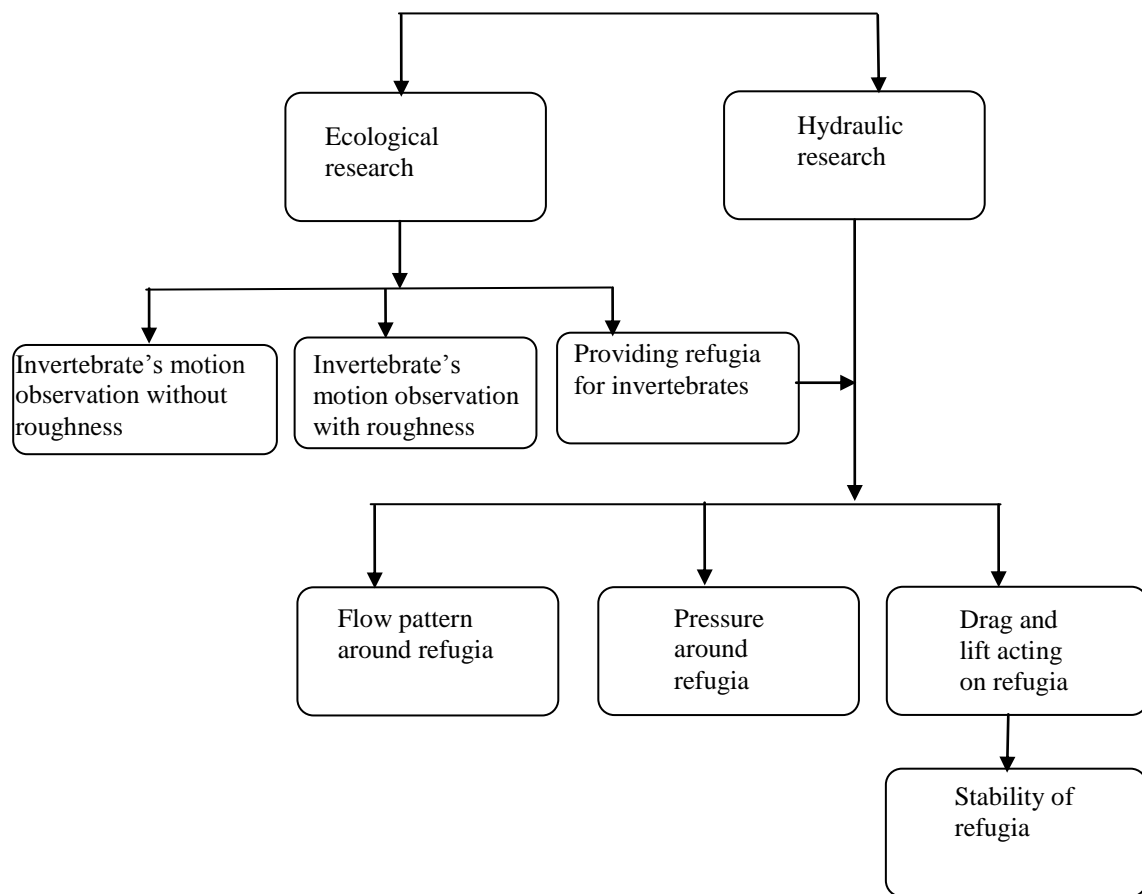 Ecological
research
Hydraulic
research
Invertebrate’s motion
observation without
roughness
Invertebrate’s
motion observation
with roughness
Providing refugia
for invertebrates
Flow pattern
around refugia
Pressure
around
refugia
Drag and
lift acting
on refugia
Stability of
refugia